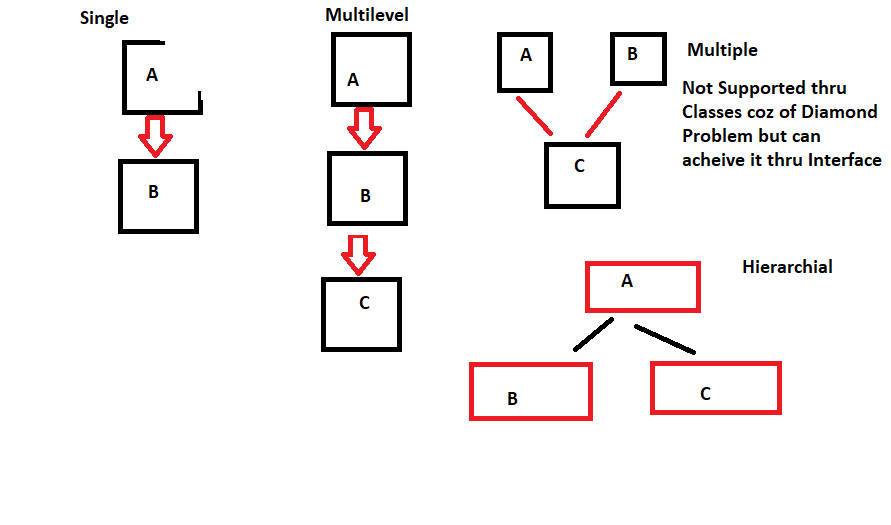 Single
A
B
Multilevel
A
B
C
A
B
C
Multiple
Not Supported thru
Classes coz of Diamond
Problem but can
acheive it thru Interface
Hierarchial
A
B
C